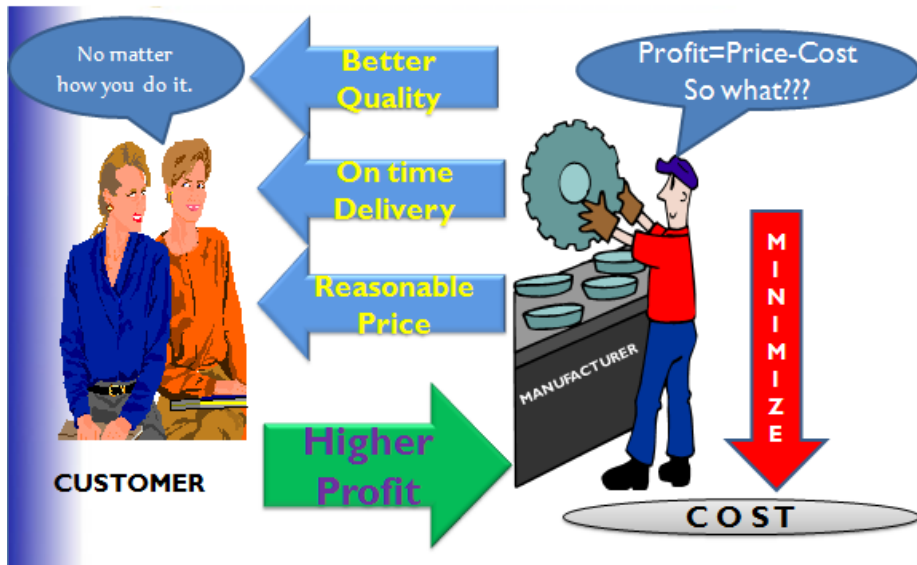 No matter
how you do it.
Better
Quality
Profit=Price-Cost
So what???
On time
Delivery
Reasonable
Price
MANUFACTURER
MINIMIZE
Higher
Profit
CUSTOMER
COST